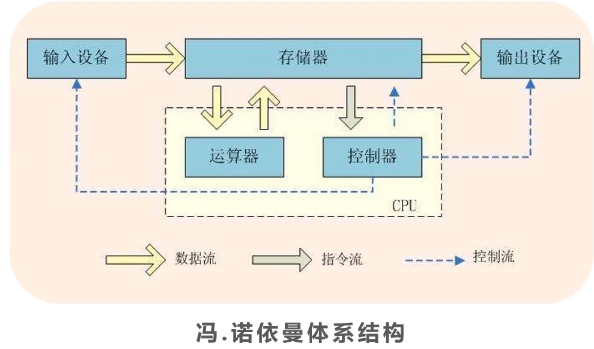 输入设备
存储器
输出设备
运算器
控制器
CPU
数据流
指令流
控制流
冯.诺依曼体系结构